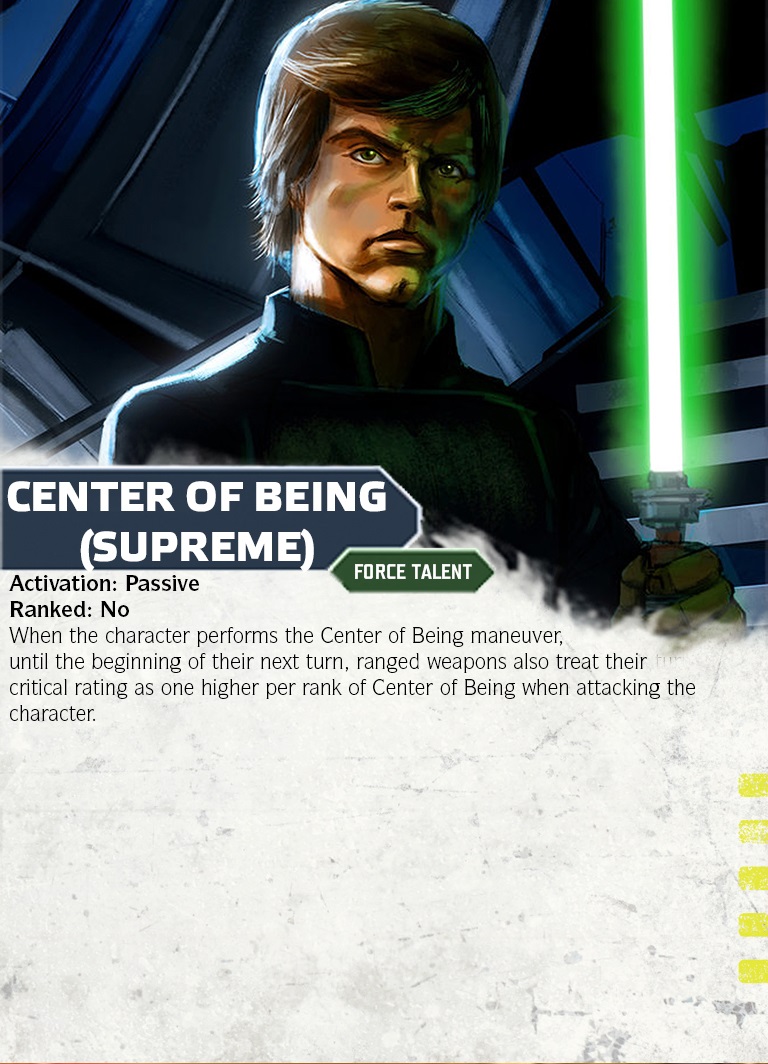 CENTER OF BEING
(SUPREME)
FORCE TALENT
Activation: Passive
Ranked: No
When the character performs the Center of Being maneuver,
until the beginning of their next turn, ranged weapons also treat their
critical rating as one higher per rank of Center of Being when attacking the
character.